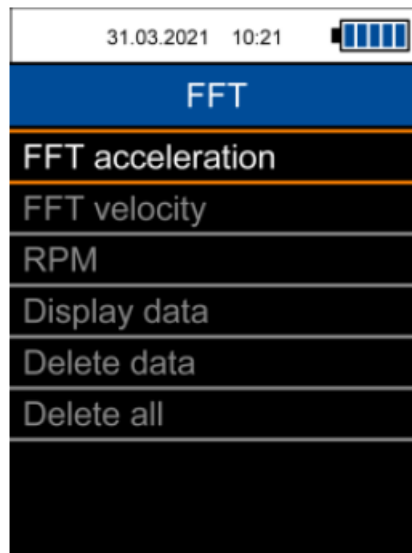 31.03.2021 10:21
FFT
FFT acceleration
FFT velocity
RPM
Display data
Delete data
Delete all